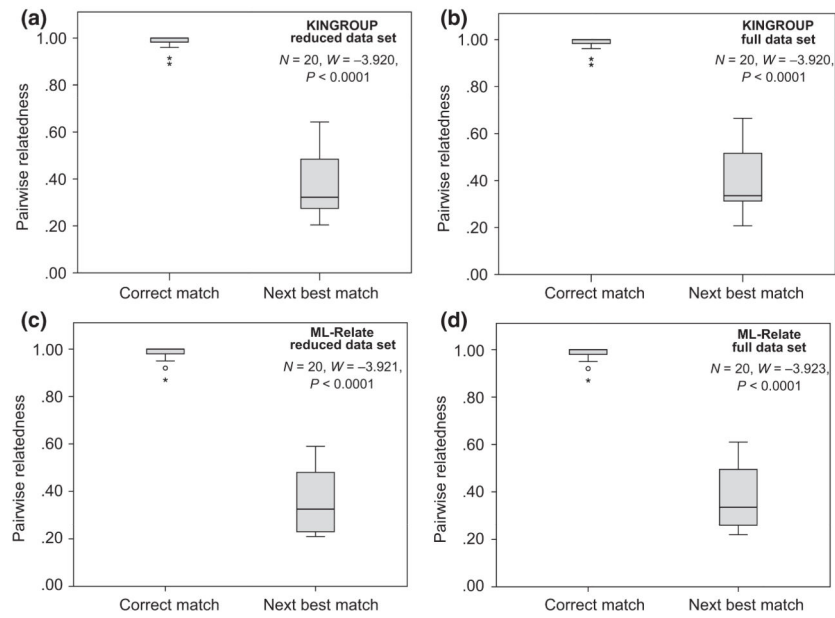 (a)
KINGROUP
reduced data set
N = 20, W = –3.920,
P < 0.0001
Pairwise relatedness
1.00
.80
.60
.40
.20
.00
Correct match
Next best match
(b)
KINGROUP
full data set
N = 20, W = –3.920,
P < 0.0001
Pairwise relatedness
1.00
.80
.60
.40
.20
.00
Correct match
Next best match
(c)
ML-Relate
reduced data set
N = 20, W = –3.921,
P < 0.0001
Pairwise relatedness
1.00
.80
.60
.40
.20
.00
Correct match
Next best match
(d)
ML-Relate
full data set
N = 20, W = –3.923,
P < 0.0001
Pairwise relatedness
1.00
.80
.60
.40
.20
.00
Correct match
Next best match